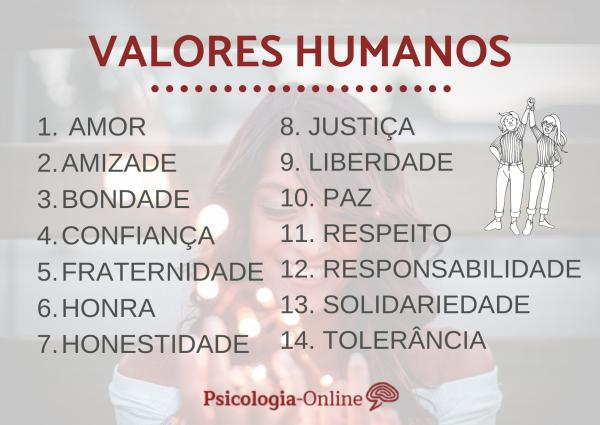 VALORES HUMANOS
1. AMOR
2. AMIZADE
3. BONDADE
4. CONFIANÇA
5. FRATERNIDADE
6. HONRA
7. HONESTIDADE
8. JUSTIÇA
9. LIBERDADE
10. PAZ
11. RESPEITO
12. RESPONSABILIDADE
13. SOLIDARIEDADE
14. TOLERÂNCIA
Psicologia-Online